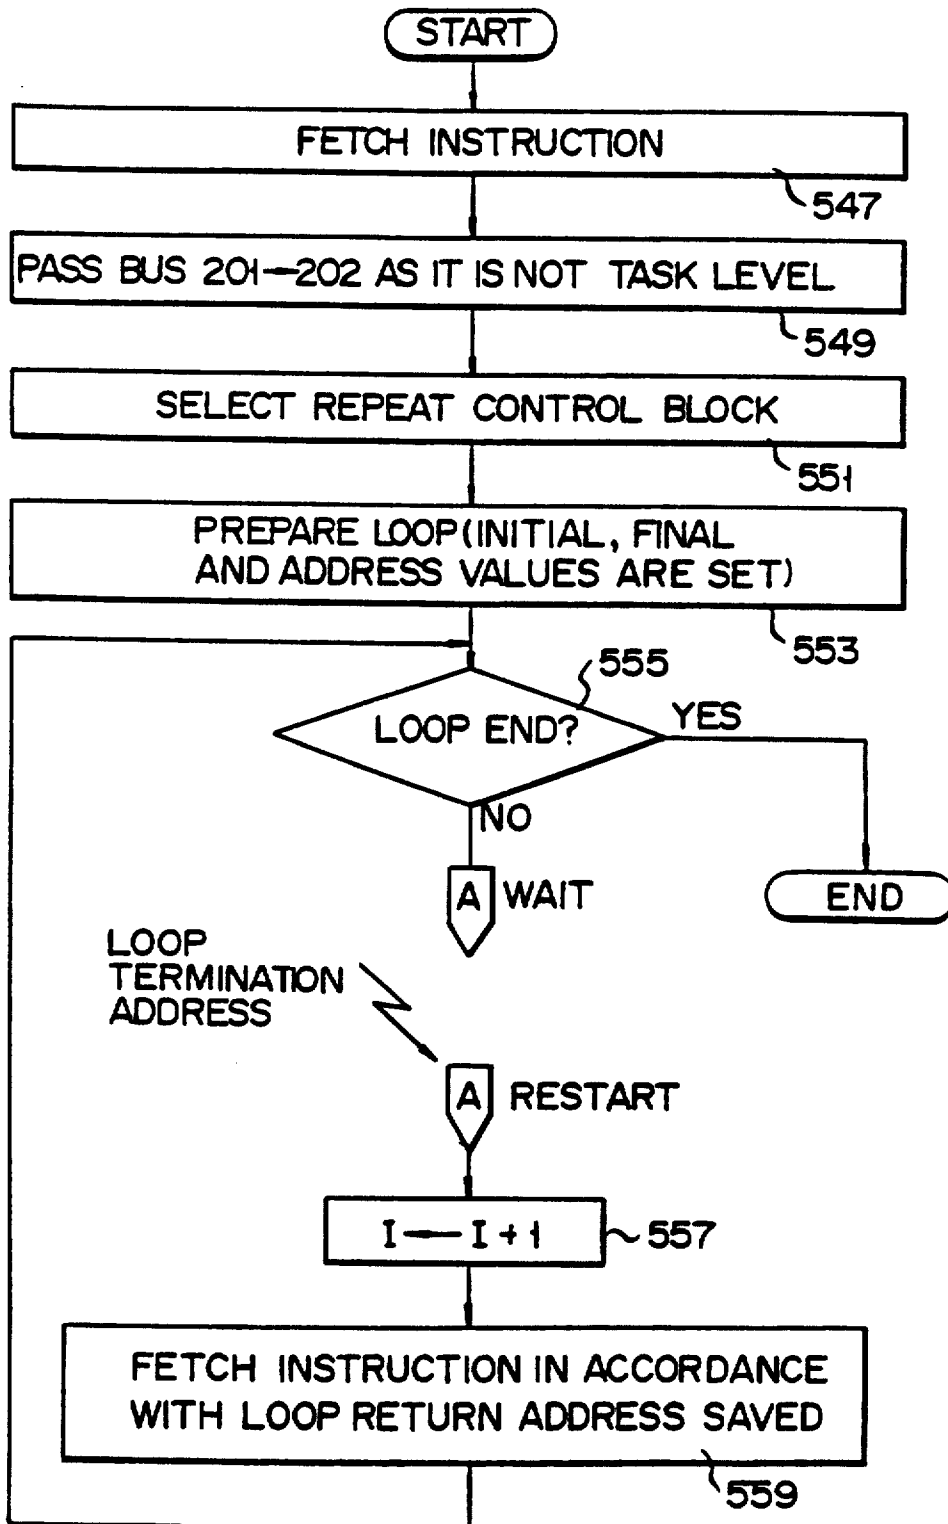 START
FETCH INSTRUCTION
547
PASS BUS 201←202 AS IT IS NOT TASK LEVEL
549
SELECT REPEAT CONTROL BLOCK
551
PREPARE LOOP(INITIAL, FINAL
AND ADDRESS VALUES ARE SET)
553
555
LOOP END?
YES
NO
A WAIT
END
LOOP
TERMINATION
ADDRESS
A RESTART
I ← I + 1
557
FETCH INSTRUCTION IN ACCORDANCE
WITH LOOP RETURN ADDRESS SAVED
559